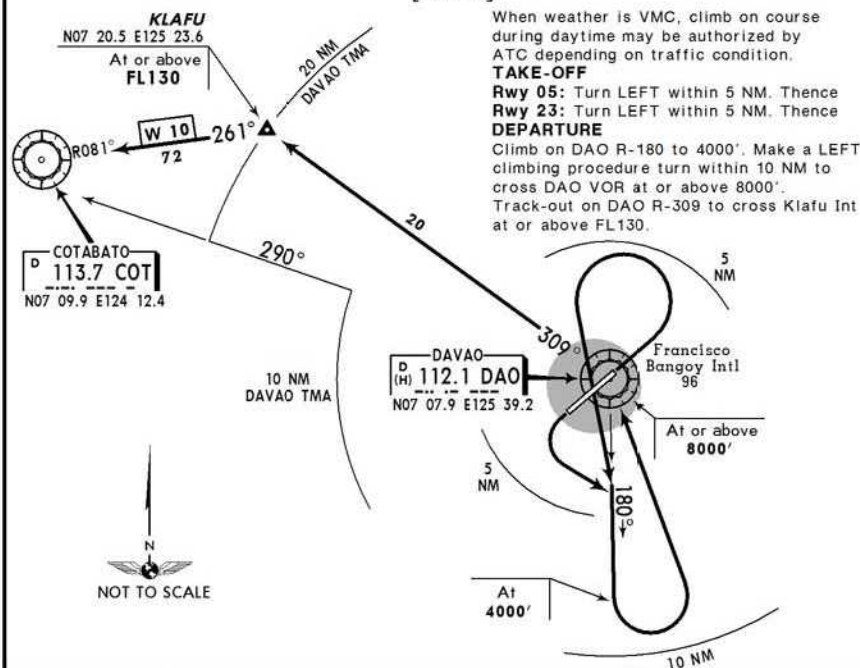 KLAFU
N07 20.5 E125 23.6
At or above
FL130
20 NM
DAVAO TMA
When weather is VMC, climb on course
during daytime may be authorized by
ATC depending on traffic condition.
TAKE-OFF
Rwy 05: Turn LEFT within 5 NM. Thence
Rwy 23: Turn LEFT within 5 NM. Thence
DEPARTURE
Climb on DAO R-180 to 4000'. Make a LEFT
climbing procedure turn within 10 NM to
cross DAO VOR at or above 8000'.
Track-out on DAO R-309 to cross Klafu Int
at or above FL130.
R081°
W 10
72
261°
20
COTABATO
D 113.7 COT
N07 09.9 E124 12.4
290°
309°
5
NM
DAVAO
D
(H) 112.1 DAO
N07 07.9 E125 39.2
Francisco
Bangoy Intl
96
10 NM
DAVAO TMA
At or above
8000'
5
NM
180°
N
NOT TO SCALE
At
4000'
10 NM